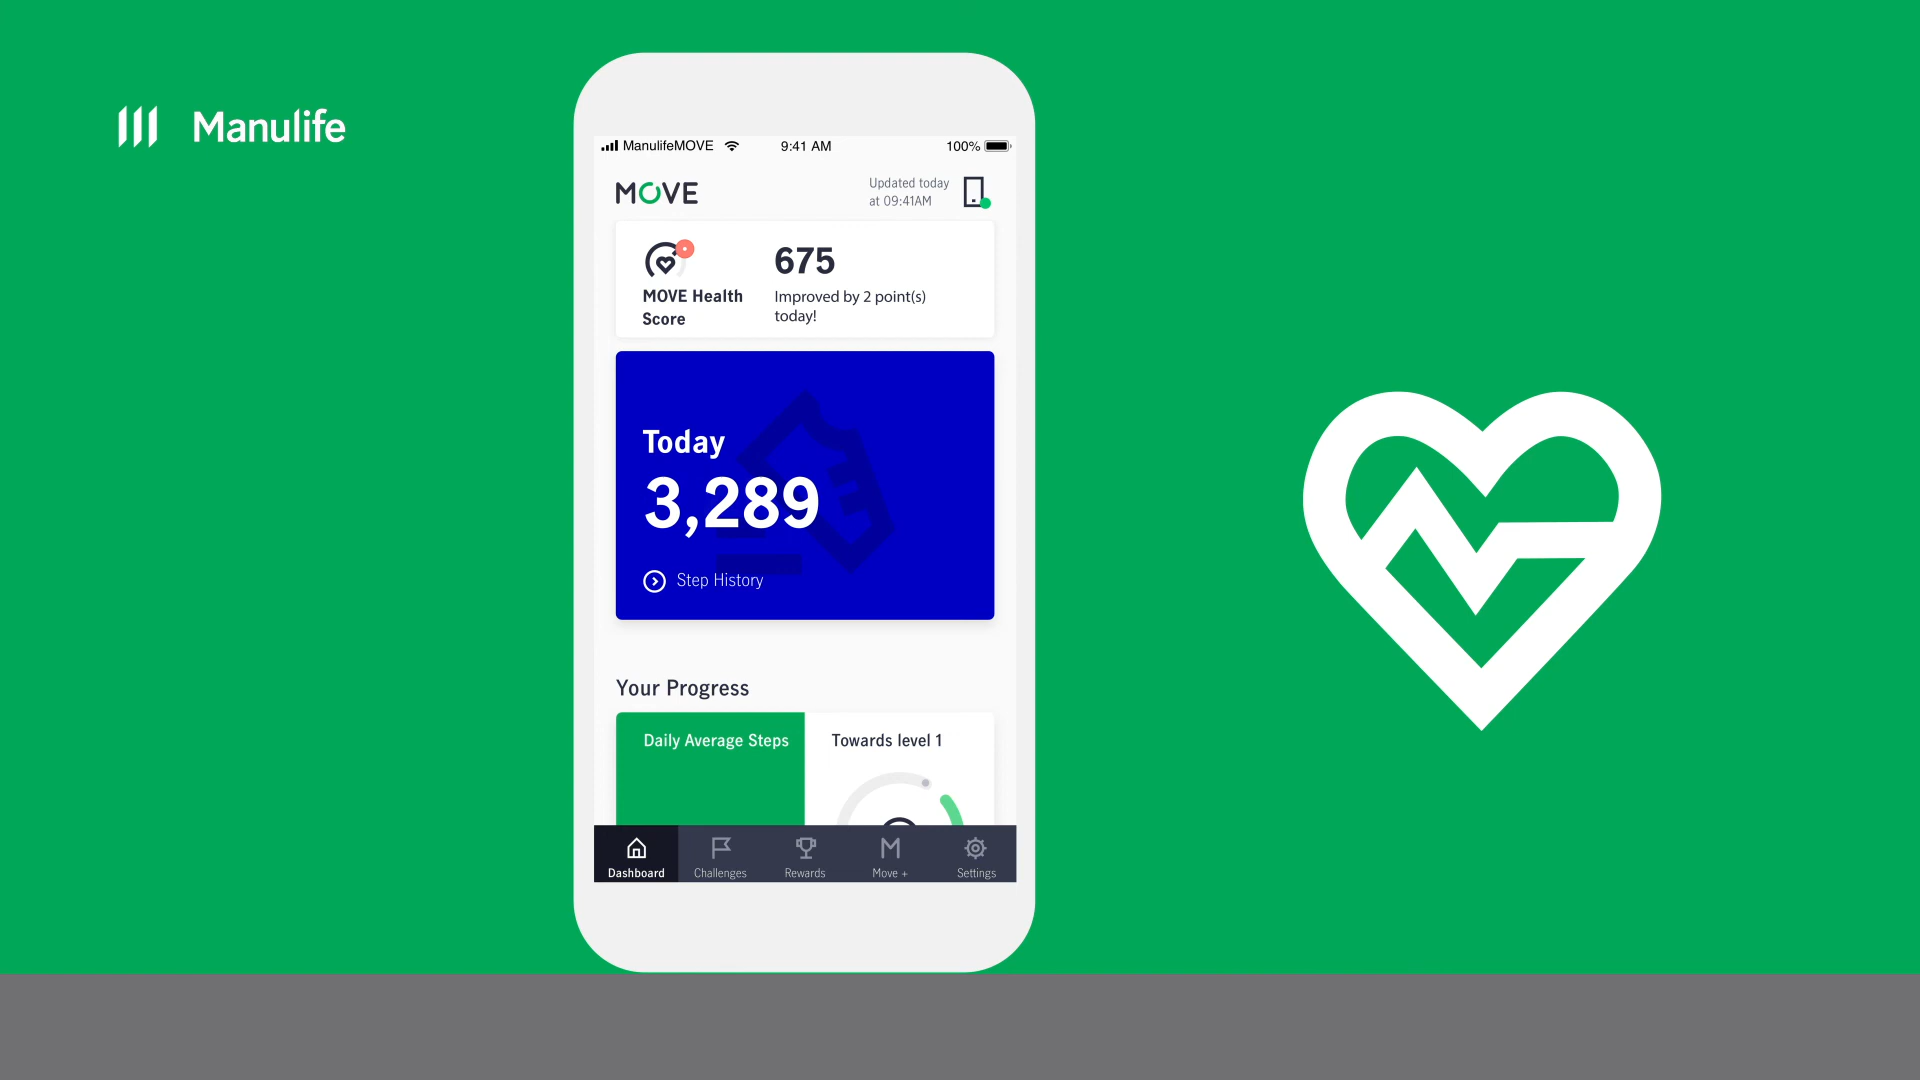 Manulife
ManulifeMOVE
9:41 AM
100%
MOVE
Updated today
at 09:41AM
MOVE Health
Score
675
Improved by 2 point(s)
today!
Today
3,289
Step History
Your Progress
Daily Average Steps
Towards level 1
Dashboard
Challenges
Rewards
Move +
Settings